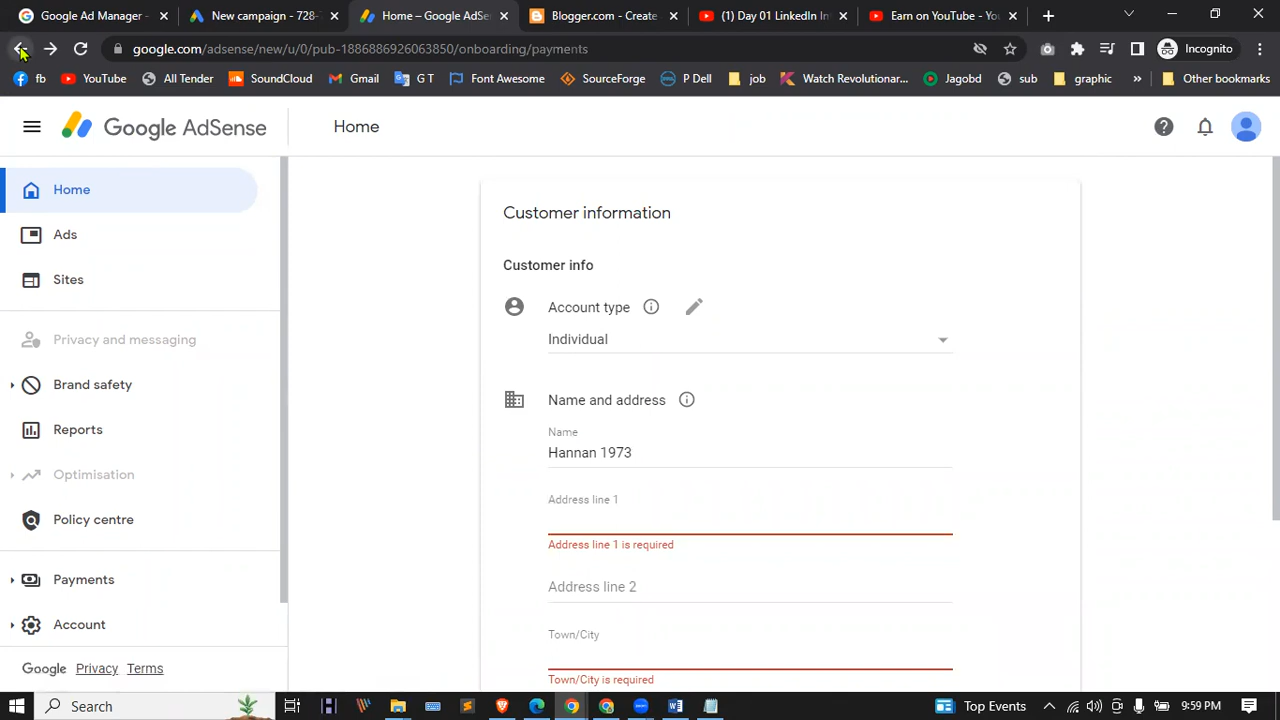 Google Ad Manager -
New campaign - 728-
Home – Google AdSe
Blogger.com - Create
(1) Day 01 LinkedIn In
Earn on YouTube - Yo
google.com/adsense/new/u/0/pub-1886886926063850/onboarding/payments
Incognito
fb
YouTube
All Tender
SoundCloud
Gmail
G T
Font Awesome
SourceForge
P Dell
job
Watch Revolutionar...
Jagobd
sub
graphic
»
Other bookmarks
Google AdSense
Home
Home
Ads
Sites
Privacy and messaging
Brand safety
Reports
Optimisation
Policy centre
Payments
Account
Google Privacy Terms
Customer information
Customer info
Account type
Individual
Name and address
Name
Hannan 1973
Address line 1
Address line 1 is required
Address line 2
Town/City
Town/City is required
Search
Top Events
9:59 PM